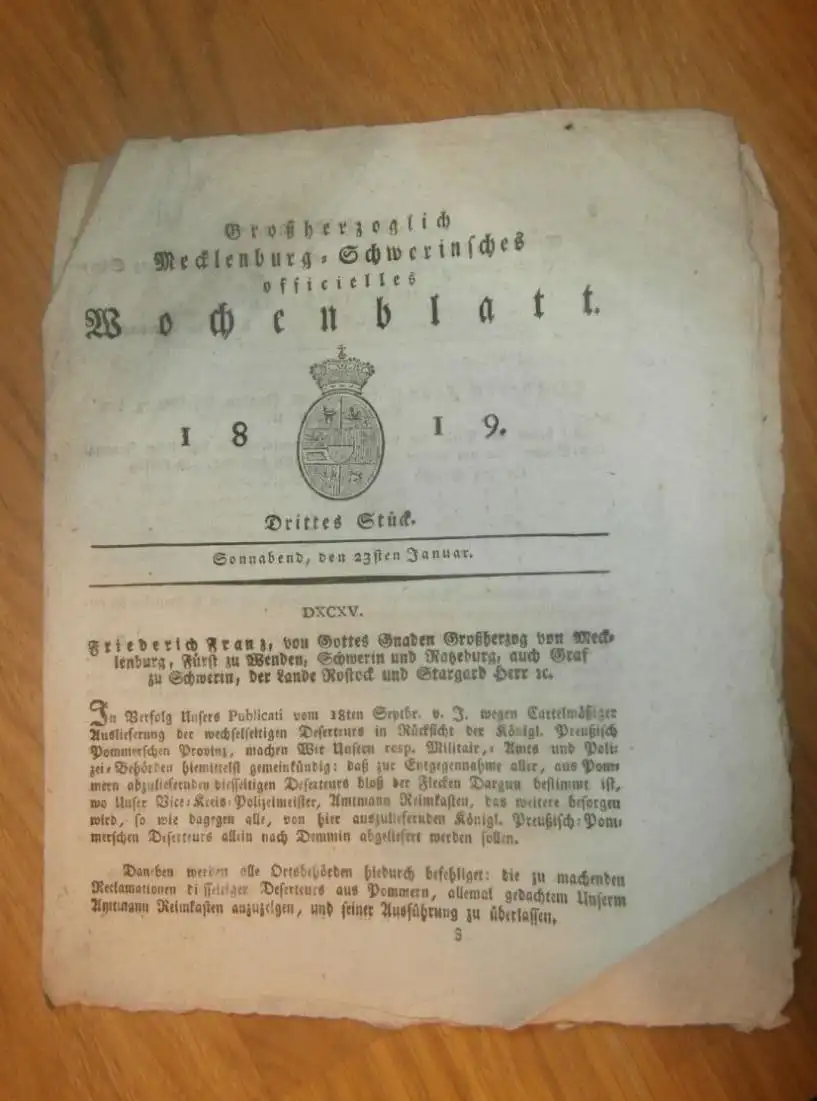 Großherzoglich
Mecklenburg-Schwerinsches
officielles
Wochenblatt.
1819.
Drittes Stück.
Sonnabend, den 23sten Januar.
DXCXV.
Friederich Franz, von Gottes Gnaden Großherzog von Meck-
lenburg, Fürst zu Wenden, Schwerin und Ratzeburg, auch Graf
zu Schwerin, der Lande Rostock und Stargard Herr ꝛc.
In Verfolg Unsers Publicati vom 18ten Septbr. v. J. wegen Cartelmäßiger
Auslieferung der wechselseitigen Deserteurs in Rücksicht der Königl. Preußisch
Pommerschen Provinz, machen Wir Unsern resp. Militair-, Amts und Poli-
zei-Behörden hiemittelst gemeinkündig: daß zur Entgegennahme aller, aus Pom-
mern abzuliefernden diesseitigen Deserteurs bloß der Flecken Dargun bestimmt ist,
wo Unser Vice-Kreis-Polizeimeister, Amtmann Reimkasten, das weitere besorgen
wird, so wie dagegen alle, von hier auszuliefernden Königl. Preußisch-Pom-
merschen Deserteurs allein nach Demmin abgeliefert werden sollen.
Daneben werden alle Ortsbehörden hiedurch befehliget: die zu machenden
Reclamationen diesseitiger Deserteurs aus Pommern, allemal gedachtem Unserm
Amtmann Reimkasten anzuzeigen, und seiner Ausführung zu überlassen.